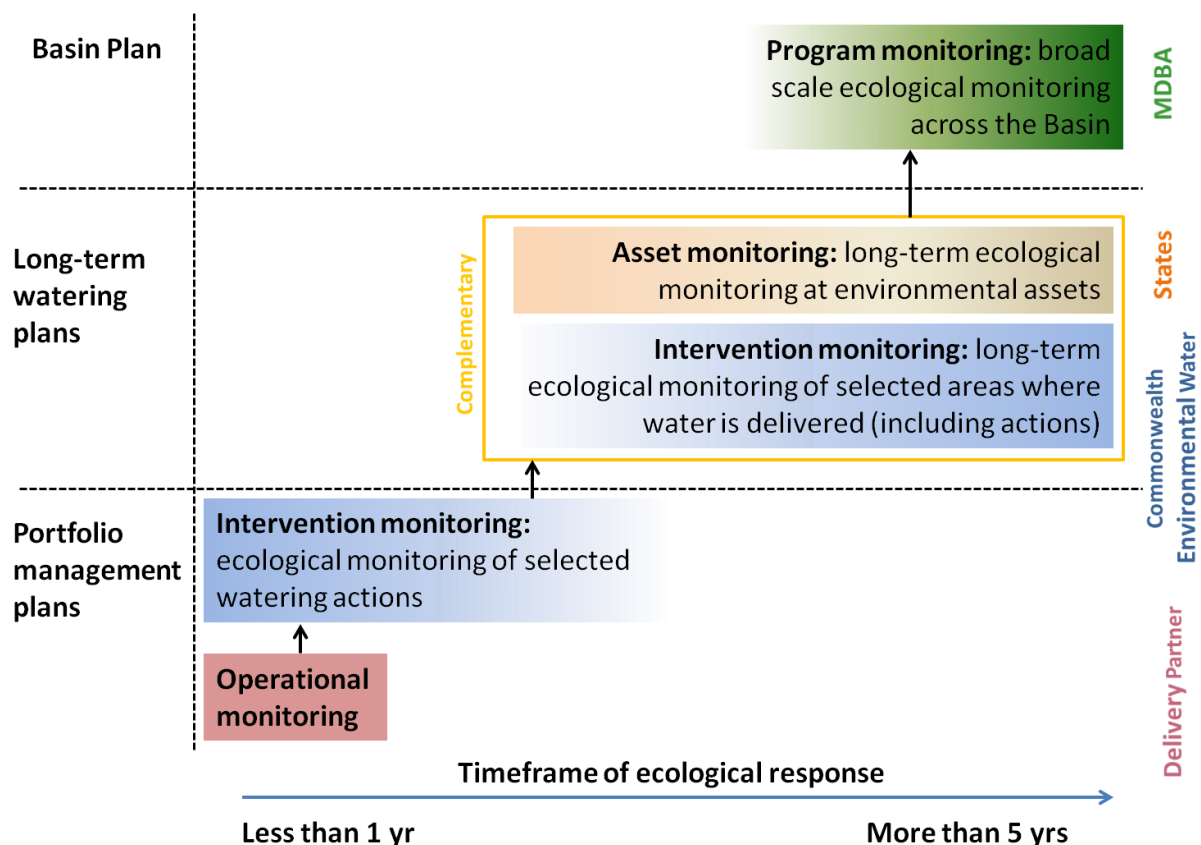 Basin Plan
Program monitoring: broad
scale ecological monitoring
across the Basin
MDBA
Long-term
watering
plans
Complementary
Asset monitoring: long-term ecological
monitoring at environmental assets
States
Intervention monitoring: long-term
ecological monitoring of selected areas where
water is delivered (including actions)
Commonwealth
Environmental Water
Portfolio
management
plans
Intervention monitoring:
ecological monitoring of selected
watering actions
Operational
monitoring
Delivery Partner
Timeframe of ecological response
Less than 1 yr
More than 5 yrs